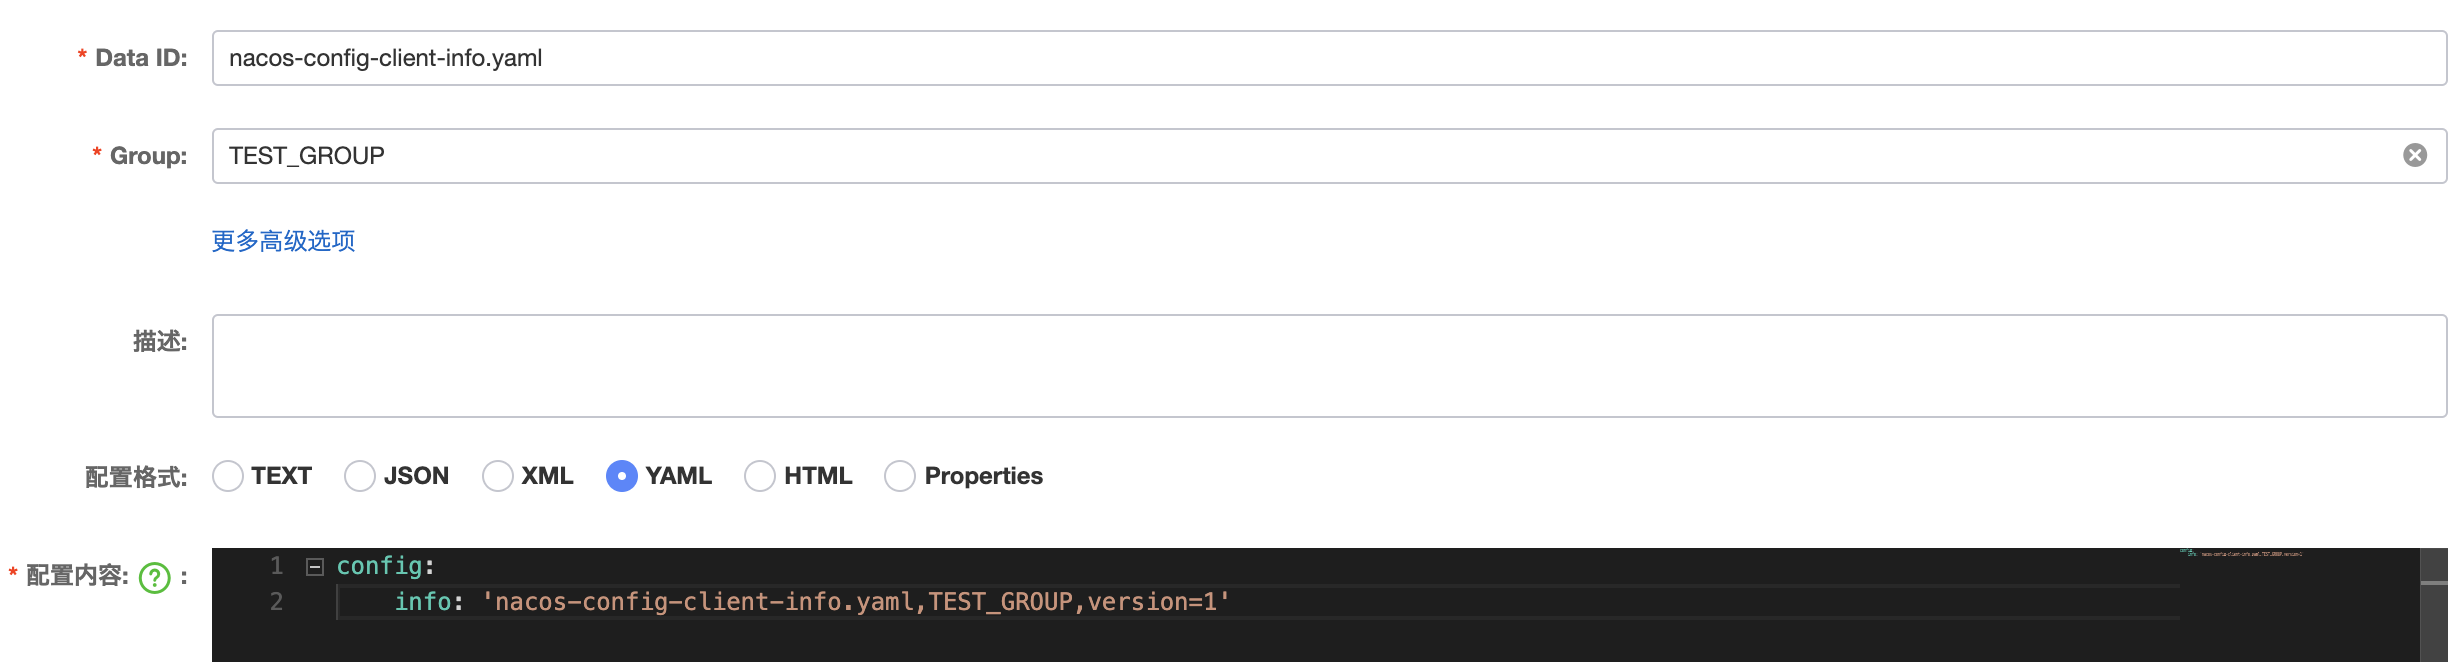 * Data ID: nacos-config-client-info.yaml
* Group: TEST_GROUP
更多高级选项
描述:
配置格式: TEXT JSON XML YAML HTML Properties
* 配置内容: ? :
1 config:
2 info: 'nacos-config-client-info.yaml,TEST_GROUP,version=1'